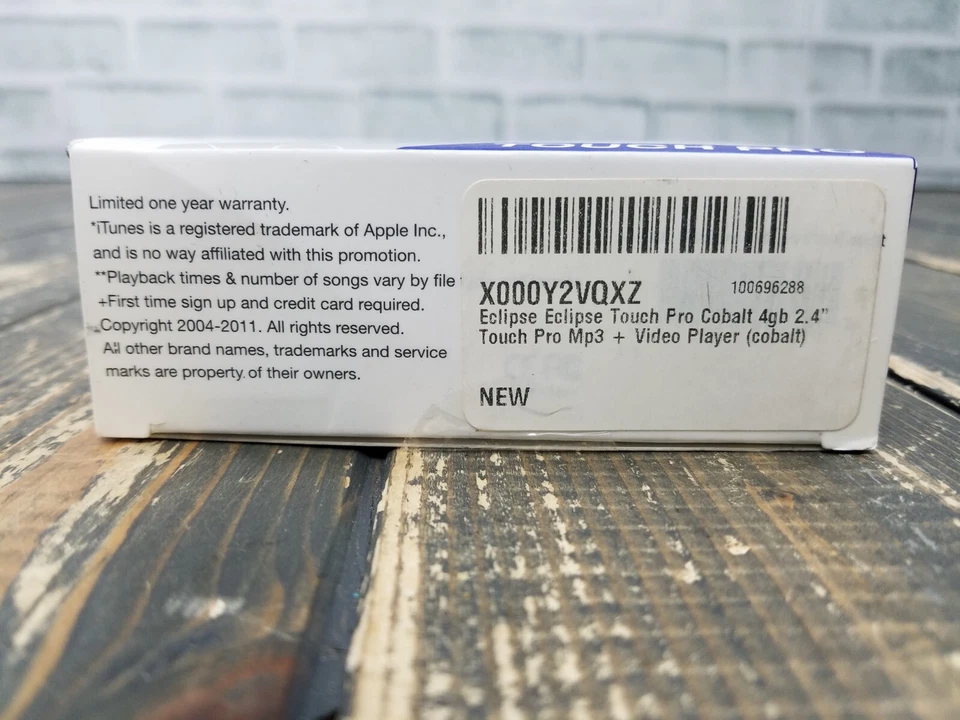 TOUCH PRO
Limited one year warranty.
*iTunes is a registered trademark of Apple Inc.,
and is no way affiliated with this promotion.
**Playback times & number of songs vary by file
+First time sign up and credit card required.
Copyright 2004-2011. All rights reserved.
All other brand names, trademarks and service
marks are property of their owners.
X000Y2VQXZ
100696288
Eclipse Eclipse Touch Pro Cobalt 4gb 2.4"
Touch Pro Mp3 + Video Player (cobalt)
NEW